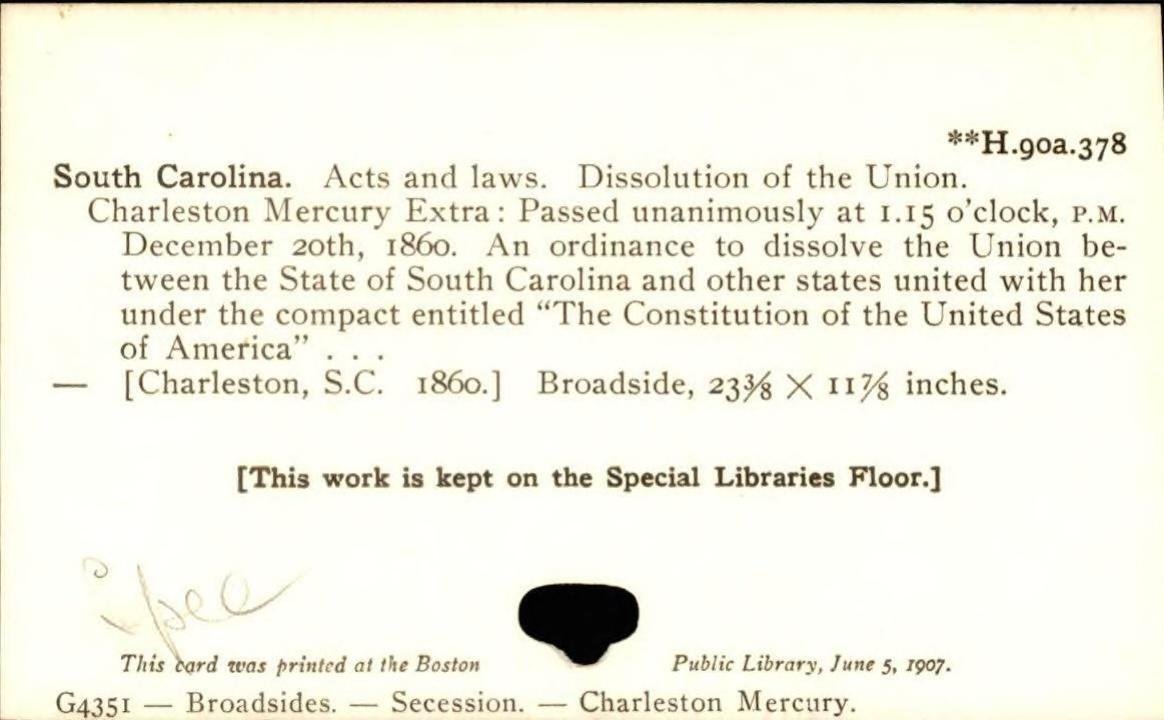 **H.90a.378
South Carolina. Acts and laws. Dissolution of the Union.
Charleston Mercury Extra: Passed unanimously at 1.15 o'clock, P.M.
December 20th, 1860. An ordinance to dissolve the Union be-
tween the State of South Carolina and other states united with her
under the compact entitled “The Constitution of the United States
of America” . . .
— [Charleston, S.C. 1860.] Broadside, 23⅜ × 11⅞ inches.
[This work is kept on the Special Libraries Floor.]
This card was printed at the Boston Public Library, June 5, 1907.
G4351 — Broadsides. — Secession. — Charleston Mercury.